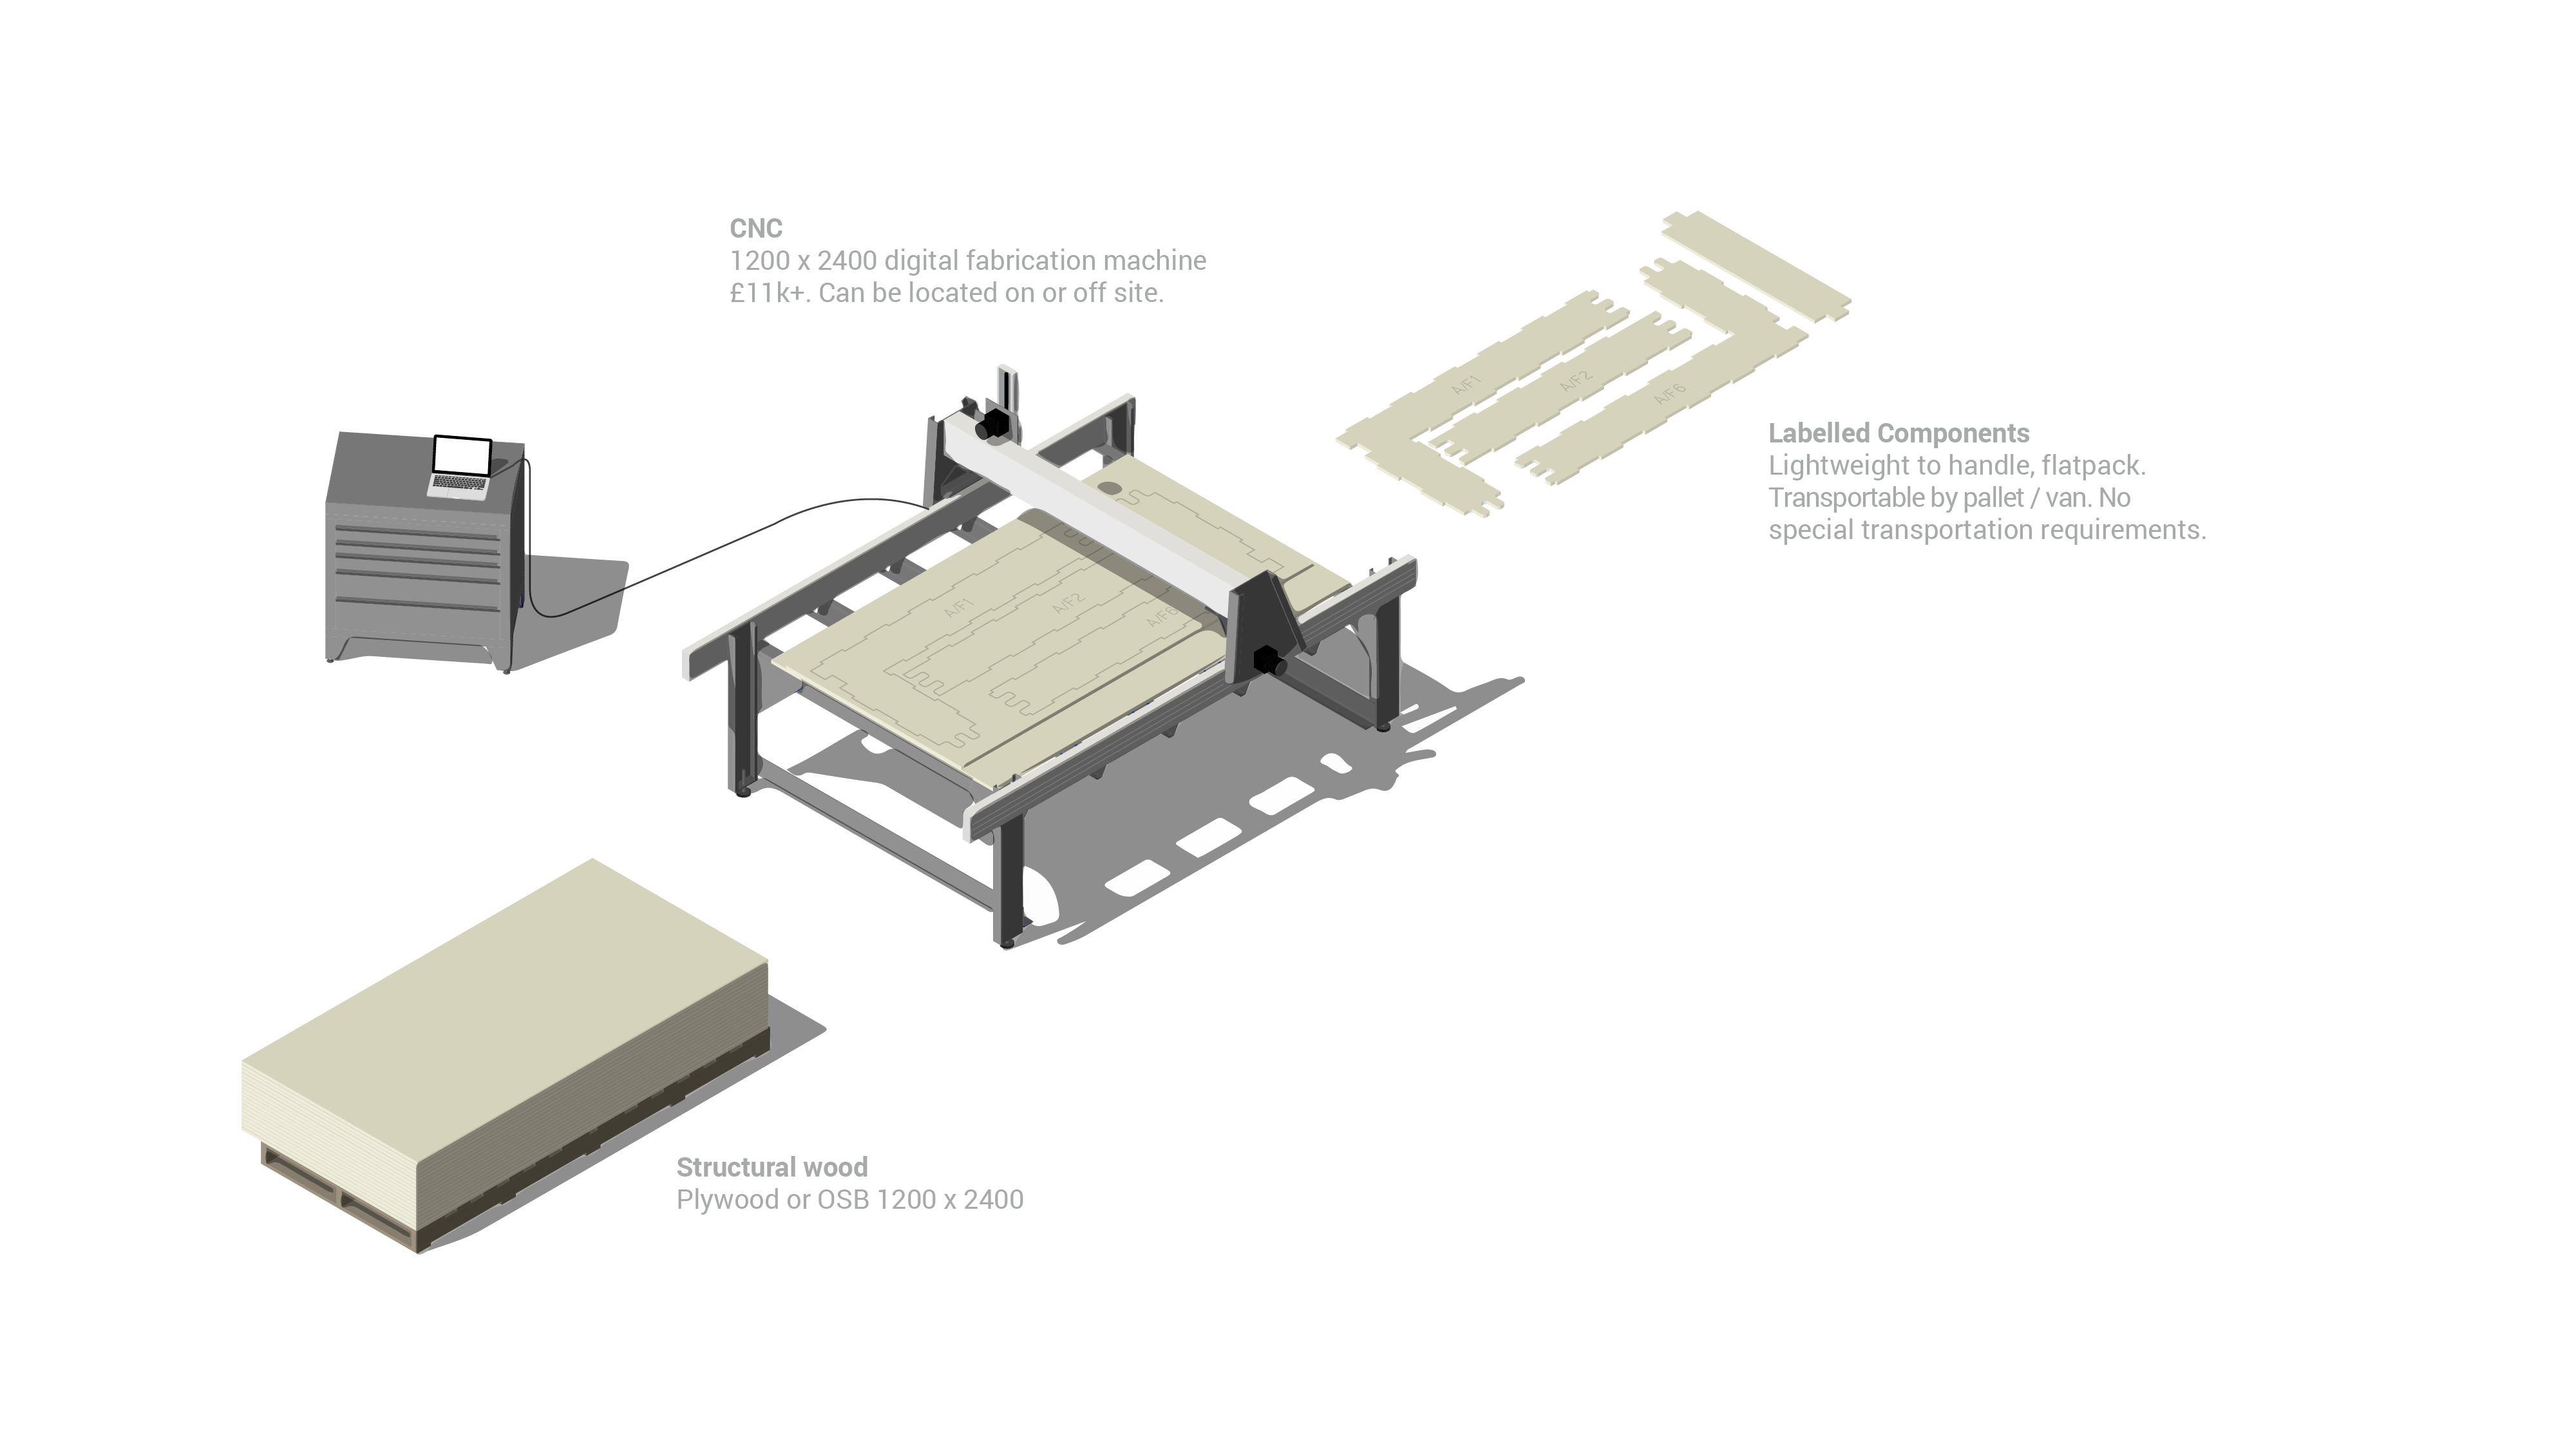 CNC
1200 x 2400 digital fabrication machine
£11k+. Can be located on or off site.
A/F1
A/F2
A/F6
Labelled Components
Lightweight to handle, flatpack.
Transportable by pallet / van. No
special transportation requirements.
A/F1
A/F2
A/F6
Structural wood
Plywood or OSB 1200 x 2400